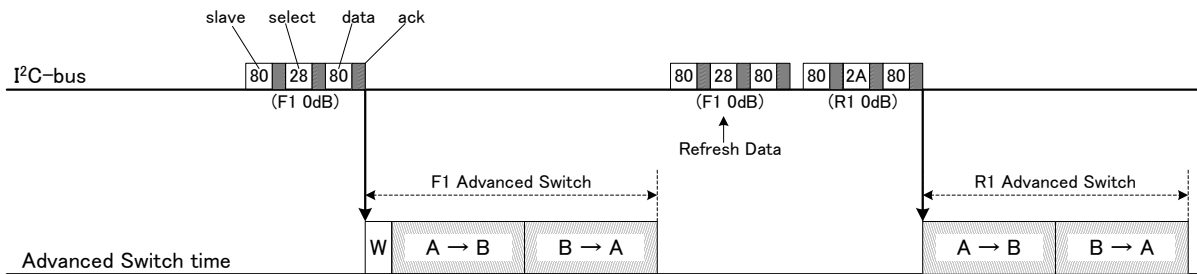 slave select data ack
I²C-bus 80 28 80 80 28 80 80 2A 80
(F1 0dB) (F1 0dB) (R1 0dB)
Refresh Data
F1 Advanced Switch R1 Advanced Switch
Advanced Switch time W A → B B → A A → B B → A